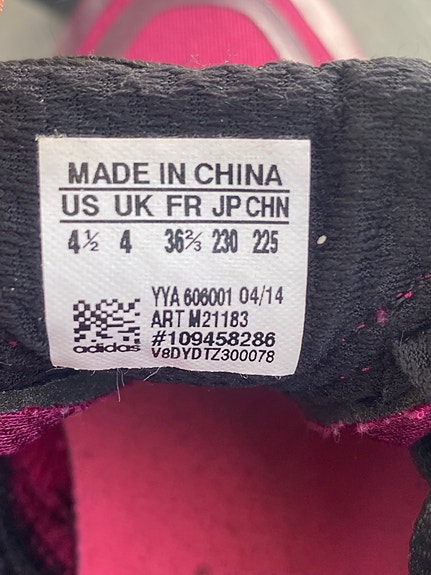 MADE IN CHINA
US UK FR JP CHN
4½ 4 36⅔ 230 225
YYA 606001 04/14
ART M21183
#109458286
adidas V8DYDTZ300078